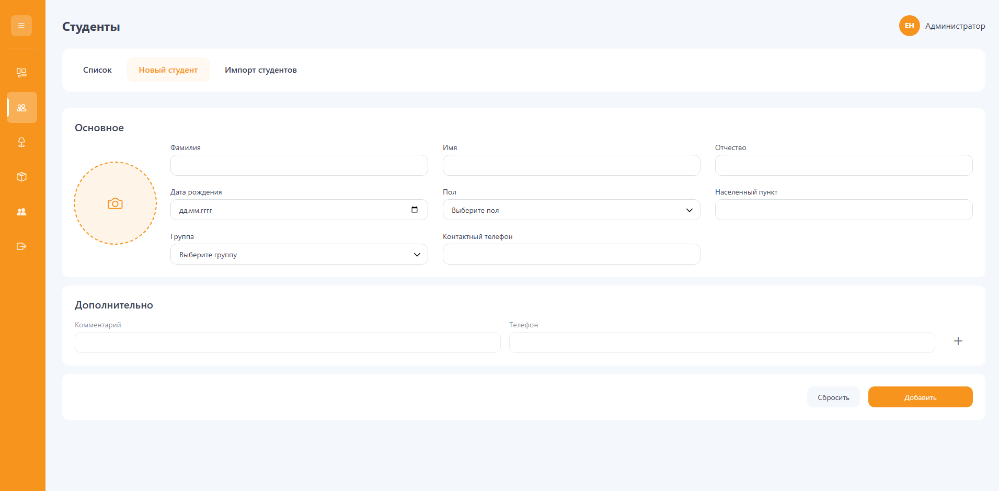 Студенты
ЕН Администратор
Список Новый студент Импорт студентов
Основное
Фамилия Имя Отчество
Дата рождения Пол Населенный пункт
дд.мм.гггг Выберите пол
Группа Контактный телефон
Выберите группу
Дополнительно
Комментарий Телефон
Сбросить Добавить